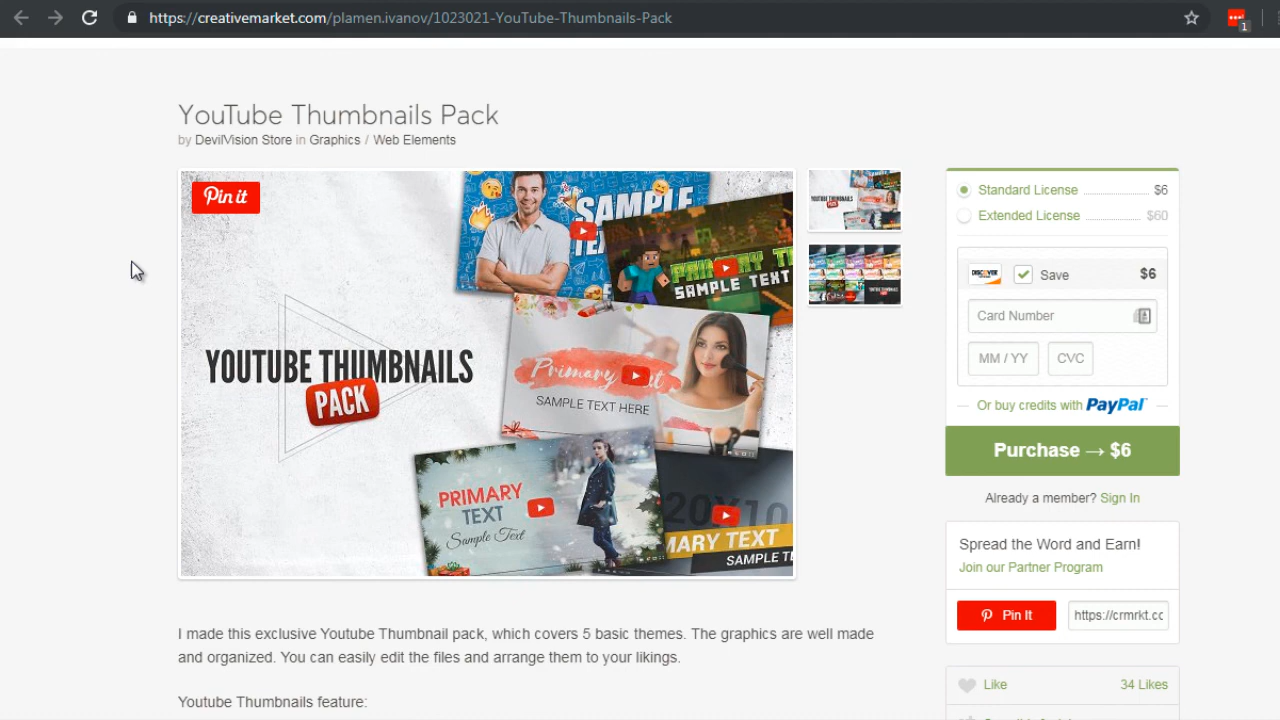 https://creativemarket.com/plamen.ivanov/1023021-YouTube-Thumbnails-Pack
1
YouTube Thumbnails Pack
by DevilVision Store in Graphics / Web Elements
Pin it
SAMPLE
SAMPLE TEXT
YOUTUBE THUMBNAILS
PACK
Primary
SAMPLE TEXT HERE
PRIMARY
TEXT
Sample Text
20X10
MARY TEXT
SAMPLE TE
Standard License $6
Extended License $60
DISCOVER Save $6
Card Number
MM / YY CVC
Or buy credits with PayPal
Purchase → $6
Already a member? Sign In
Spread the Word and Earn!
Join our Partner Program
Pin It https://crmrkt.cc
Like 34 Likes
I made this exclusive Youtube Thumbnail pack, which covers 5 basic themes. The graphics are well made
and organized. You can easily edit the files and arrange them to your likings.
Youtube Thumbnails feature: